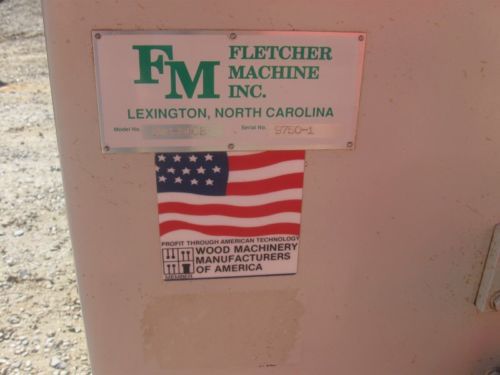 FM
FLETCHER
MACHINE
INC.
LEXINGTON, NORTH CAROLINA
Model No. Serial No. 9750-1
PROFIT THROUGH AMERICAN TECHNOLOGY
WOOD MACHINERY
MANUFACTURERS
OF AMERICA